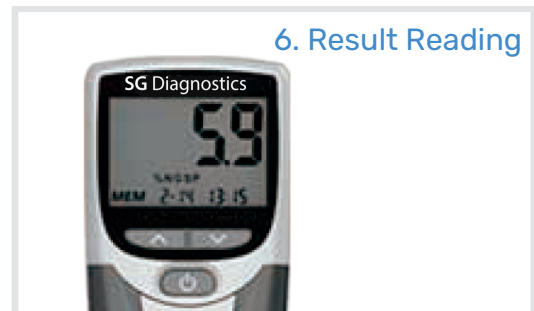 6. Result Reading
SG Diagnostics
5.9
%NGSP
MEM 2-14 13:15